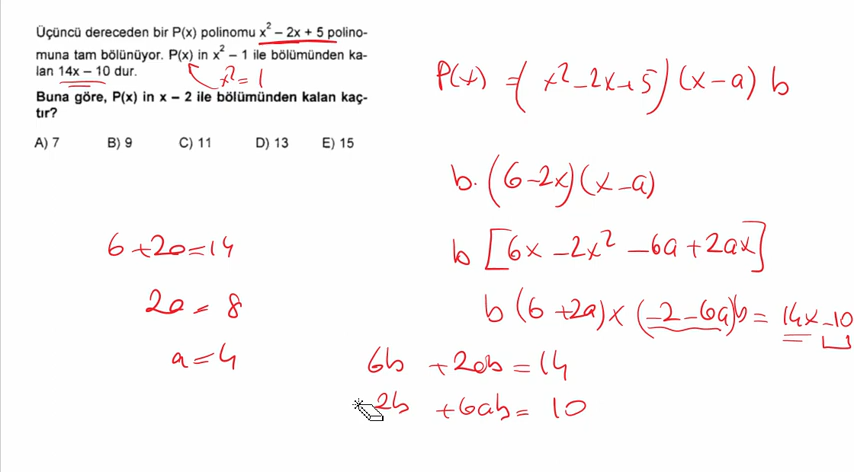 Üçüncü dereceden bir P(x) polinomu x² − 2x + 5 polino-
muna tam bölünüyor. P(x) in x² − 1 ile bölümünden ka-
lan 14x − 10 dur.
x² = 1
Buna göre, P(x) in x − 2 ile bölümünden kalan kaç-
tır?
A) 7 B) 9 C) 11 D) 13 E) 15
P(x) = (x² − 2x + 5) (x − a) b
b. (6 − 2x) (x − a)
b [6x − 2x² − 6a + 2ax]
b (6 + 2a) x (−2 − 6a) b = 14x − 10
6 + 2a = 14
2a = 8
a = 4
6b + 2ab = 14
2b + 6ab = 10